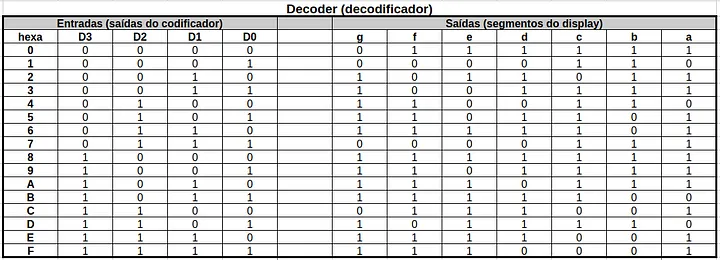 Decoder (decodificador)
Entradas (saídas do codificador) Saídas (segmentos do display)
hexa D3 D2 D1 D0 g f e d c b a
0 0 0 0 0 0 1 1 1 1 1 1
1 0 0 0 1 0 0 0 0 1 1 0
2 0 0 1 0 1 0 1 1 0 1 1
3 0 0 1 1 1 0 0 1 1 1 1
4 0 1 0 0 1 1 0 0 1 1 0
5 0 1 0 1 1 1 0 1 1 0 1
6 0 1 1 0 1 1 1 1 1 0 1
7 0 1 1 1 0 0 0 0 1 1 1
8 1 0 0 0 1 1 1 1 1 1 1
9 1 0 0 1 1 1 0 1 1 1 1
A 1 0 1 0 1 1 1 0 1 1 1
B 1 0 1 1 1 1 1 1 1 0 0
C 1 1 0 0 0 1 1 1 0 0 1
D 1 1 0 1 1 0 1 1 1 1 0
E 1 1 1 0 1 1 1 1 0 0 1
F 1 1 1 1 1 1 1 0 0 0 1